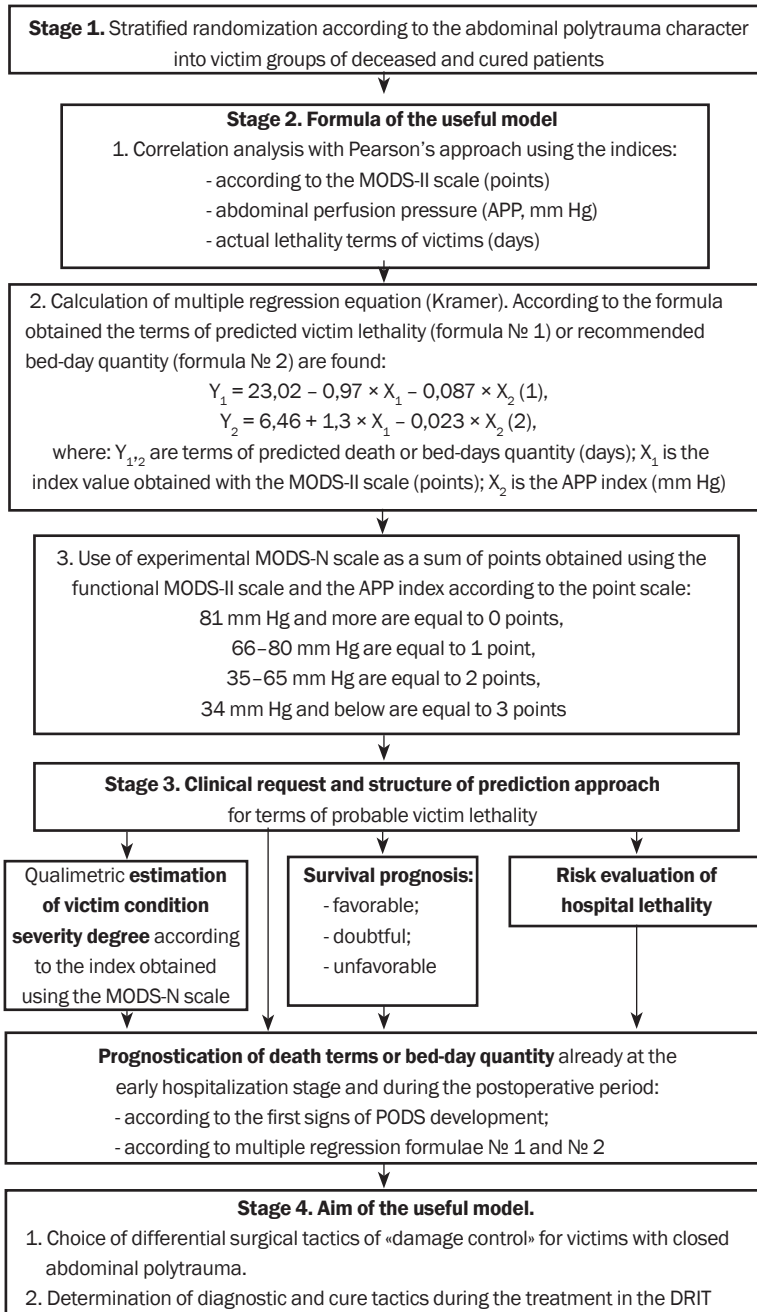 Stage 1. Stratified randomization according to the abdominal polytrauma character
into victim groups of deceased and cured patients
Stage 2. Formula of the useful model
1. Correlation analysis with Pearson's approach using the indices:
- according to the MODS-II scale (points)
- abdominal perfusion pressure (APP, mm Hg)
- actual lethality terms of victims (days)
2. Calculation of multiple regression equation (Kramer). According to the formula
obtained the terms of predicted victim lethality (formula № 1) or recommended
bed-day quantity (formula № 2) are found:
Y₁ = 23,02 – 0,97 × X₁ – 0,087 × X₂ (1),
Y₂ = 6,46 + 1,3 × X₁ – 0,023 × X₂ (2),
where: Y₁,₂ are terms of predicted death or bed-days quantity (days); X₁ is the
index value obtained with the MODS-II scale (points); X₂ is the APP index (mm Hg)
3. Use of experimental MODS-N scale as a sum of points obtained using the
functional MODS-II scale and the APP index according to the point scale:
81 mm Hg and more are equal to 0 points,
66–80 mm Hg are equal to 1 point,
35–65 mm Hg are equal to 2 points,
34 mm Hg and below are equal to 3 points
Stage 3. Clinical request and structure of prediction approach
for terms of probable victim lethality
Qualimetric estimation
of victim condition
severity degree according
to the index obtained
using the MODS-N scale
Survival prognosis:
- favorable;
- doubtful;
- unfavorable
Risk evaluation of
hospital lethality
Prognostication of death terms or bed-day quantity already at the
early hospitalization stage and during the postoperative period:
- according to the first signs of PODS development;
- according to multiple regression formulae № 1 and № 2
Stage 4. Aim of the useful model.
1. Choice of differential surgical tactics of «damage control» for victims with closed
abdominal polytrauma.
2. Determination of diagnostic and cure tactics during the treatment in the DRIT